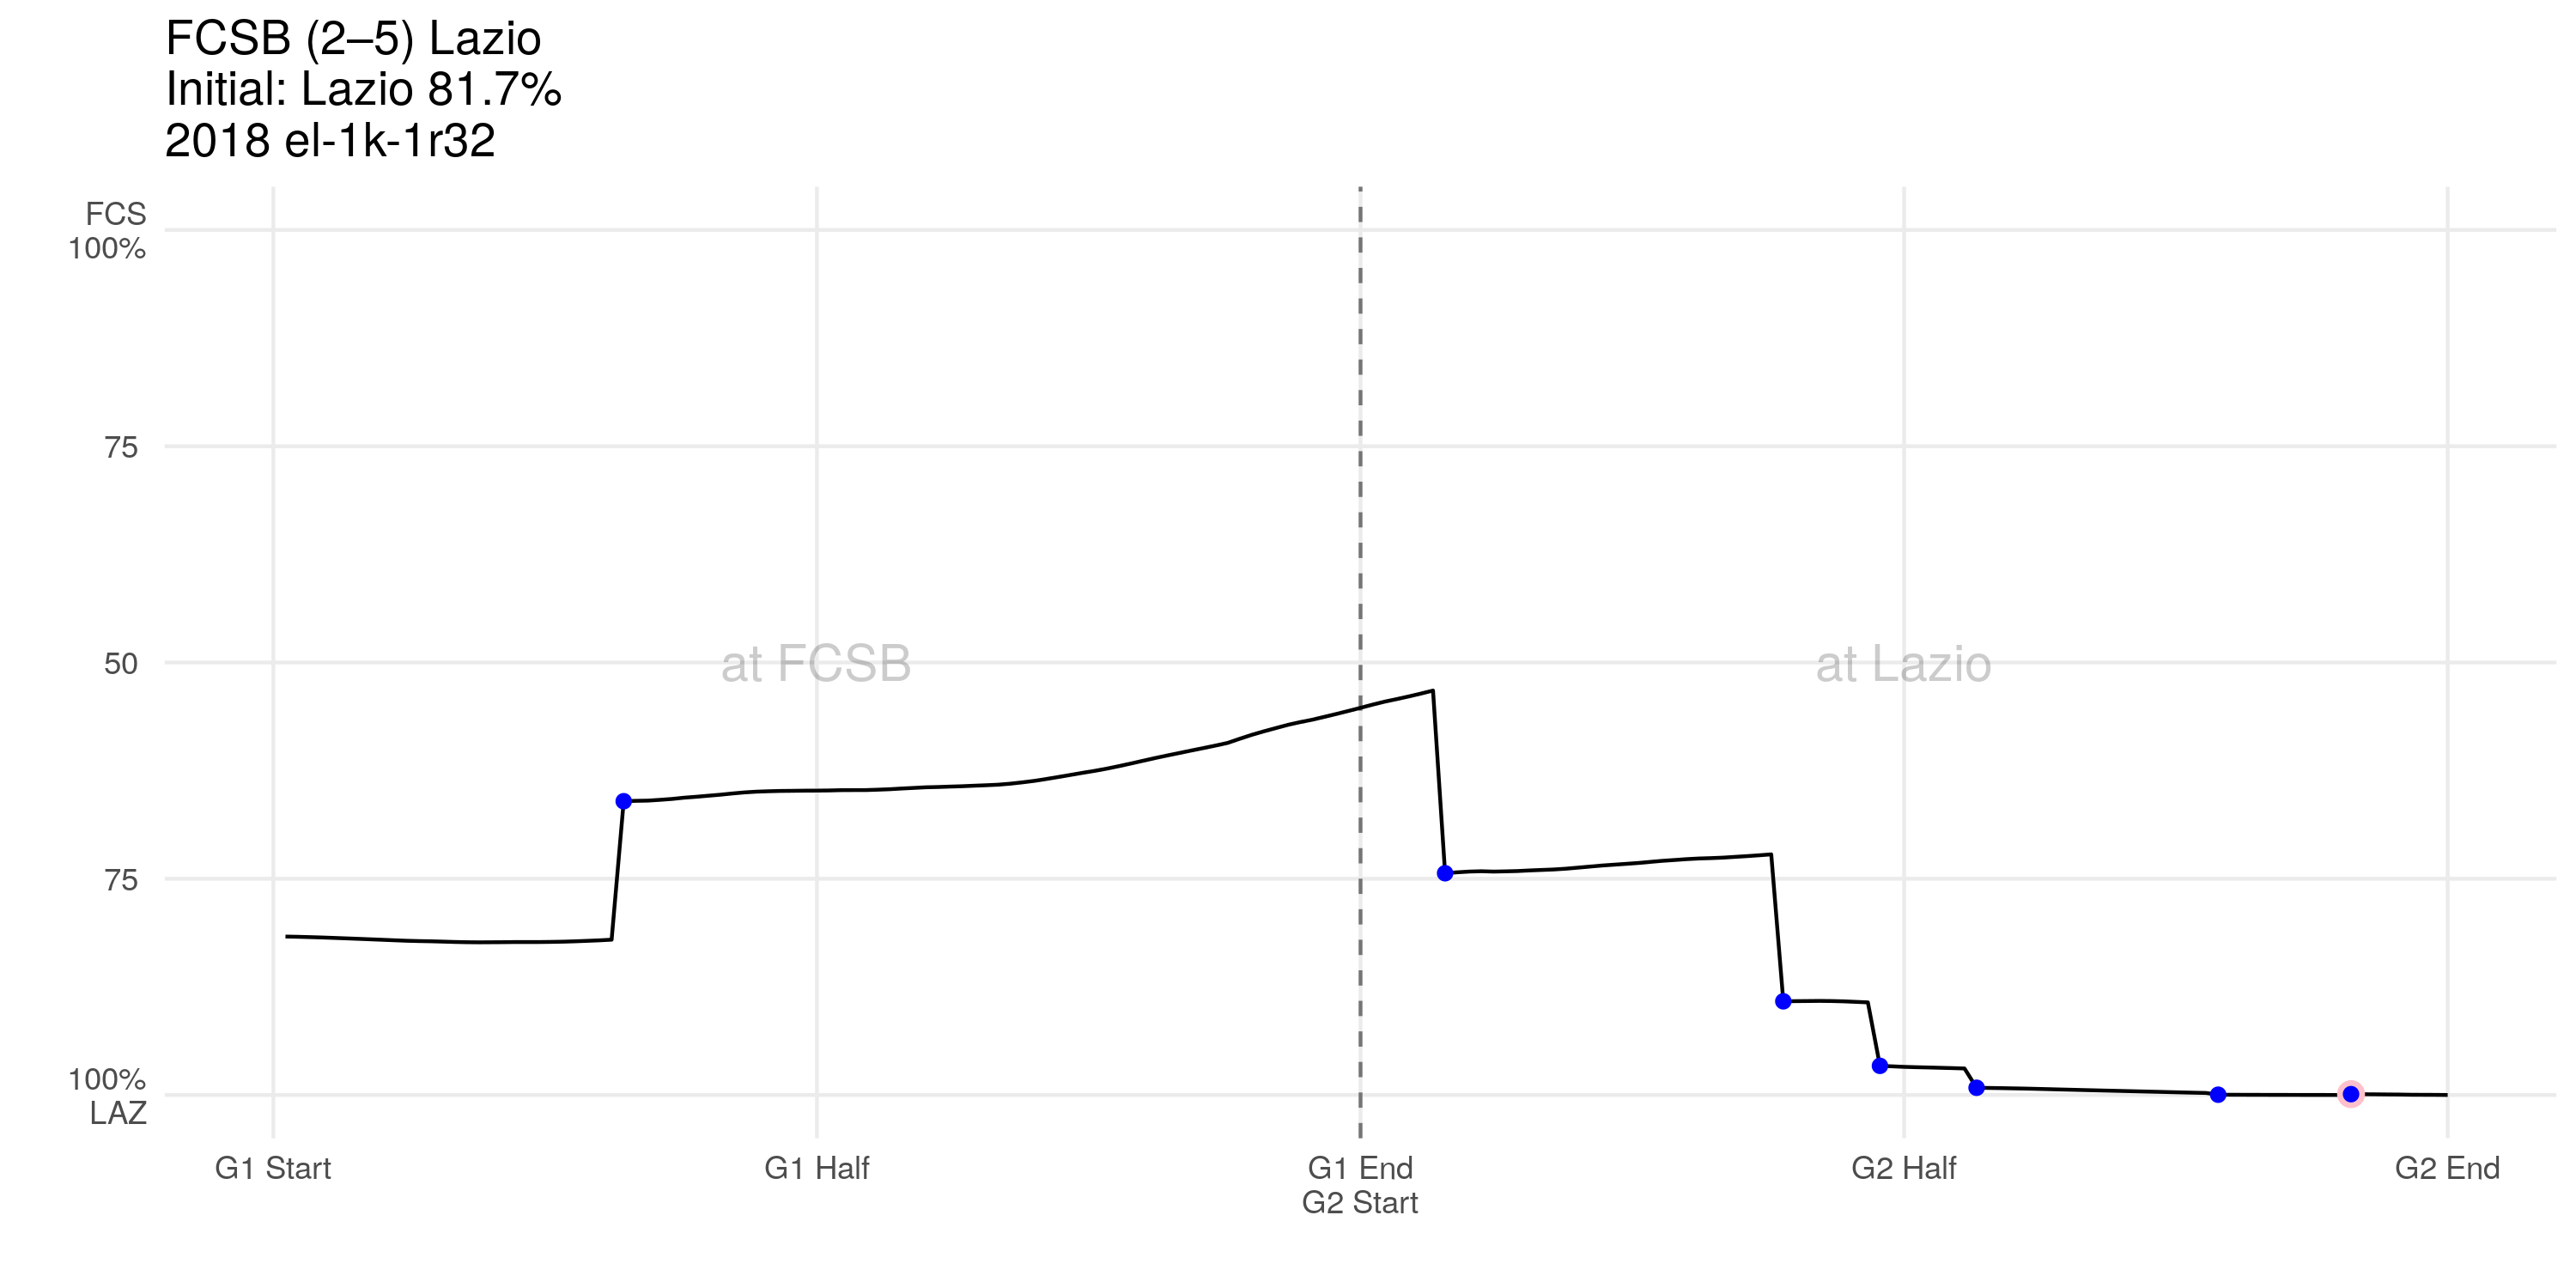 FCSB (2–5) Lazio
Initial: Lazio 81.7%
2018 el-1k-1r32
FCS
100%
75
50
75
100%
LAZ
at FCSB
at Lazio
G1 Start
G1 Half
G1 End
G2 Start
G2 Half
G2 End